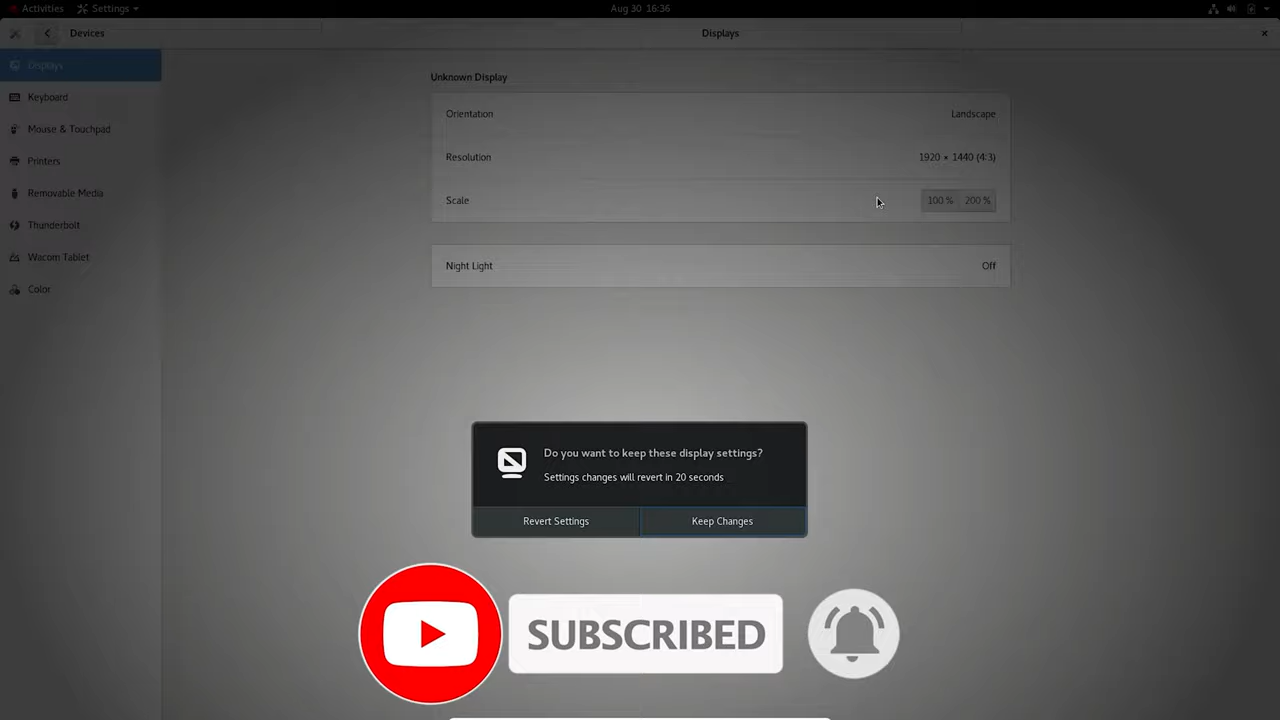 Activities
Settings
Aug 30 16:36
Devices
Displays
Displays
Keyboard
Mouse & Touchpad
Printers
Removable Media
Thunderbolt
Wacom Tablet
Color
Unknown Display
Orientation Landscape
Resolution 1920 × 1440 (4:3)
Scale 100 % 200 %
Night Light Off
Do you want to keep these display settings?
Settings changes will revert in 20 seconds
Revert Settings Keep Changes
SUBSCRIBED